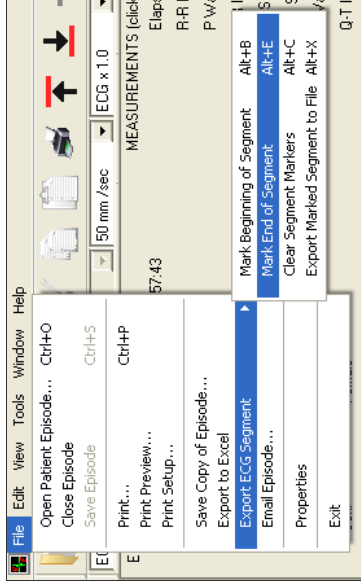 File Edit View Tools Window Help
Open Patient Episode... Ctrl+O
Close Episode
Save Episode Ctrl+S
Print... Ctrl+P
Print Preview...
Print Setup...
Save Copy of Episode...
Export to Excel
Export ECG Segment
Email Episode...
Properties
Exit
Mark Beginning of Segment Alt+B
Mark End of Segment Alt+E
Clear Segment Markers Alt+C
Export Marked Segment to File Alt+X
50 mm /sec
ECG x 1.0
57:43
MEASUREMENTS (click
Elaps
R-R I
P Wa
Q-T I